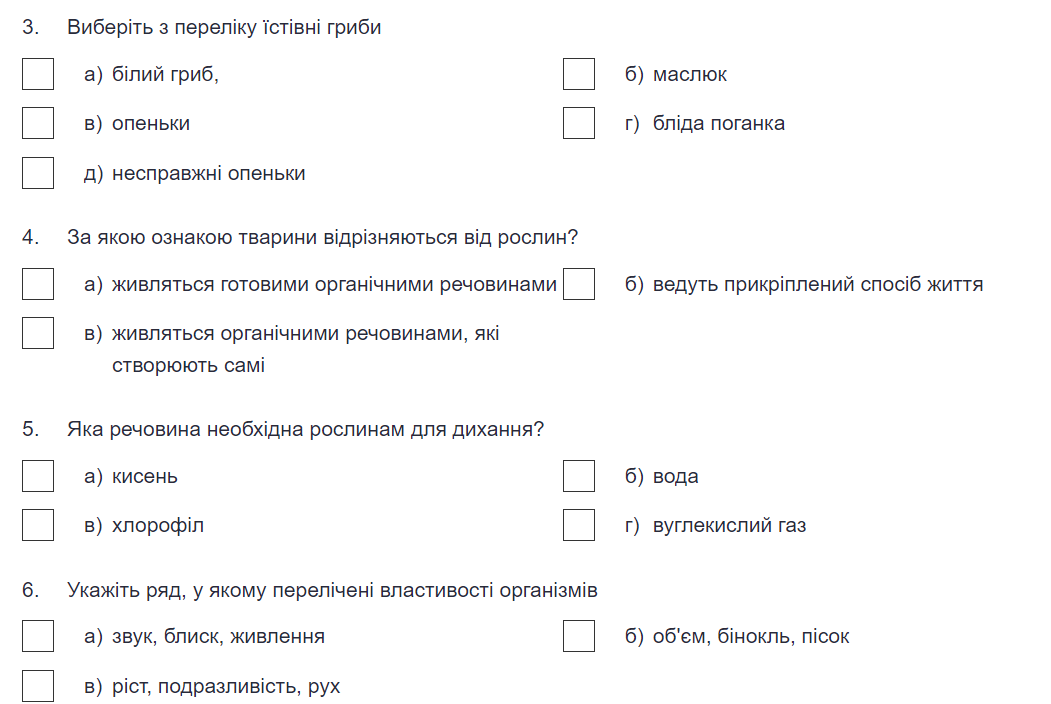 3. Виберіть з переліку їстівні гриби
а) білий гриб,
б) маслюк
в) опеньки
г) бліда поганка
д) несправжні опеньки
4. За якою ознакою тварини відрізняються від рослин?
а) живляться готовими органічними речовинами
б) ведуть прикріплений спосіб життя
в) живляться органічними речовинами, які
створюють самі
5. Яка речовина необхідна рослинам для дихання?
а) кисень
б) вода
в) хлорофіл
г) вуглекислий газ
6. Укажіть ряд, у якому перелічені властивості організмів
а) звук, блиск, живлення
б) об'єм, бінокль, пісок
в) ріст, подразливість, рух